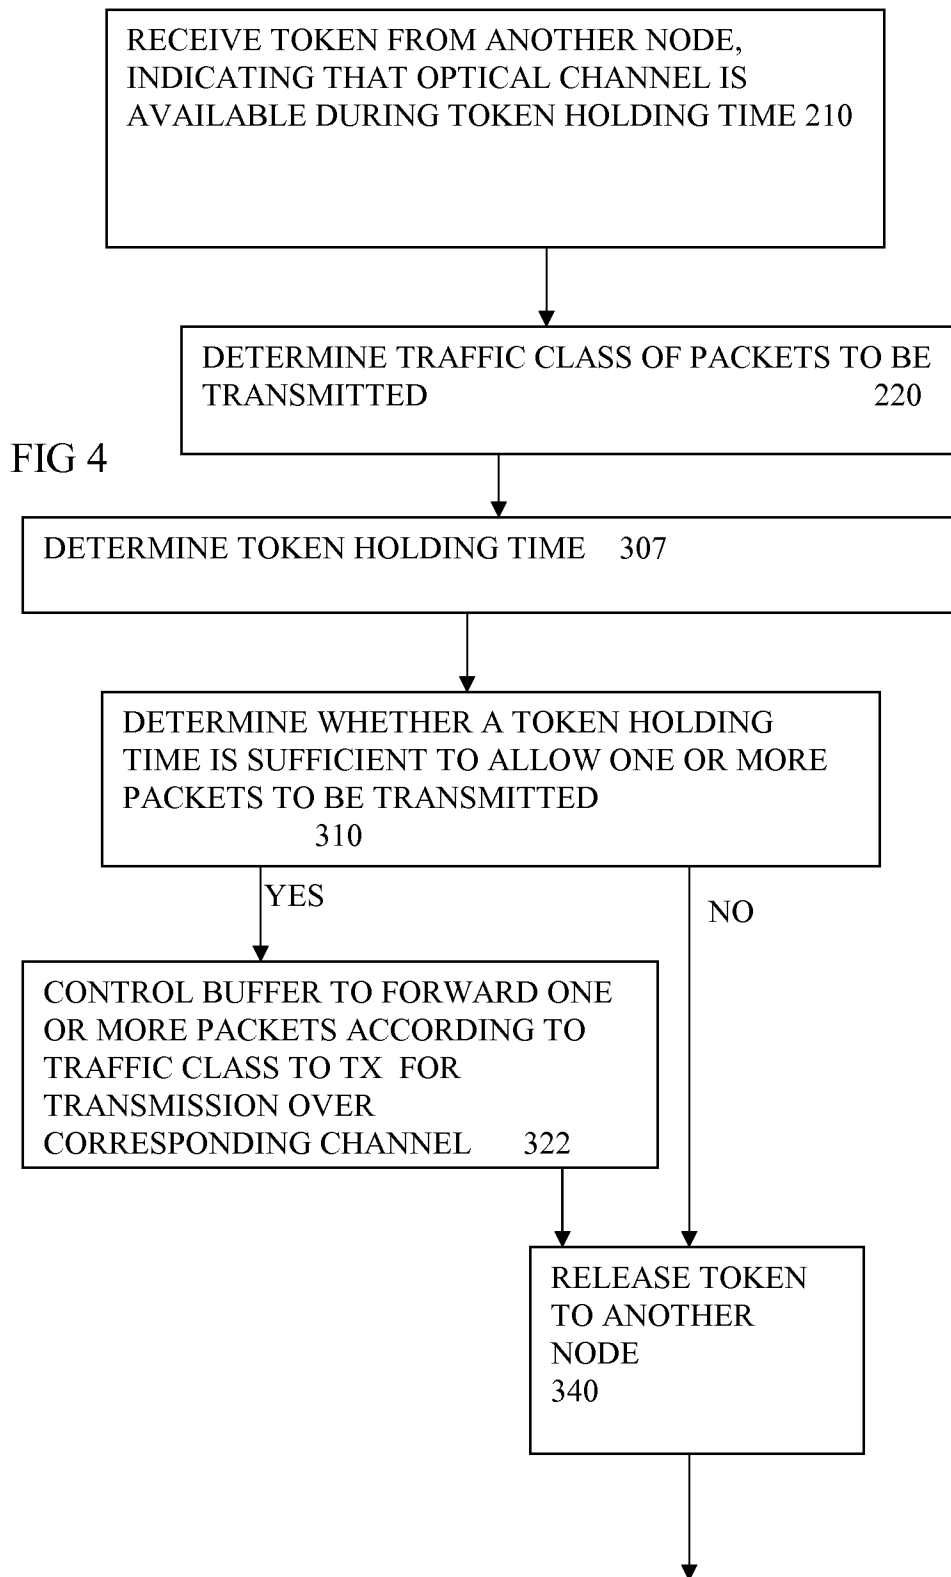 RECEIVE TOKEN FROM ANOTHER NODE,
INDICATING THAT OPTICAL CHANNEL IS
AVAILABLE DURING TOKEN HOLDING TIME 210
DETERMINE TRAFFIC CLASS OF PACKETS TO BE
TRANSMITTED 220
FIG 4
DETERMINE TOKEN HOLDING TIME 307
DETERMINE WHETHER A TOKEN HOLDING
TIME IS SUFFICIENT TO ALLOW ONE OR MORE
PACKETS TO BE TRANSMITTED
310
YES
NO
CONTROL BUFFER TO FORWARD ONE
OR MORE PACKETS ACCORDING TO
TRAFFIC CLASS TO TX FOR
TRANSMISSION OVER
CORRESPONDING CHANNEL 322
RELEASE TOKEN
TO ANOTHER
NODE
340